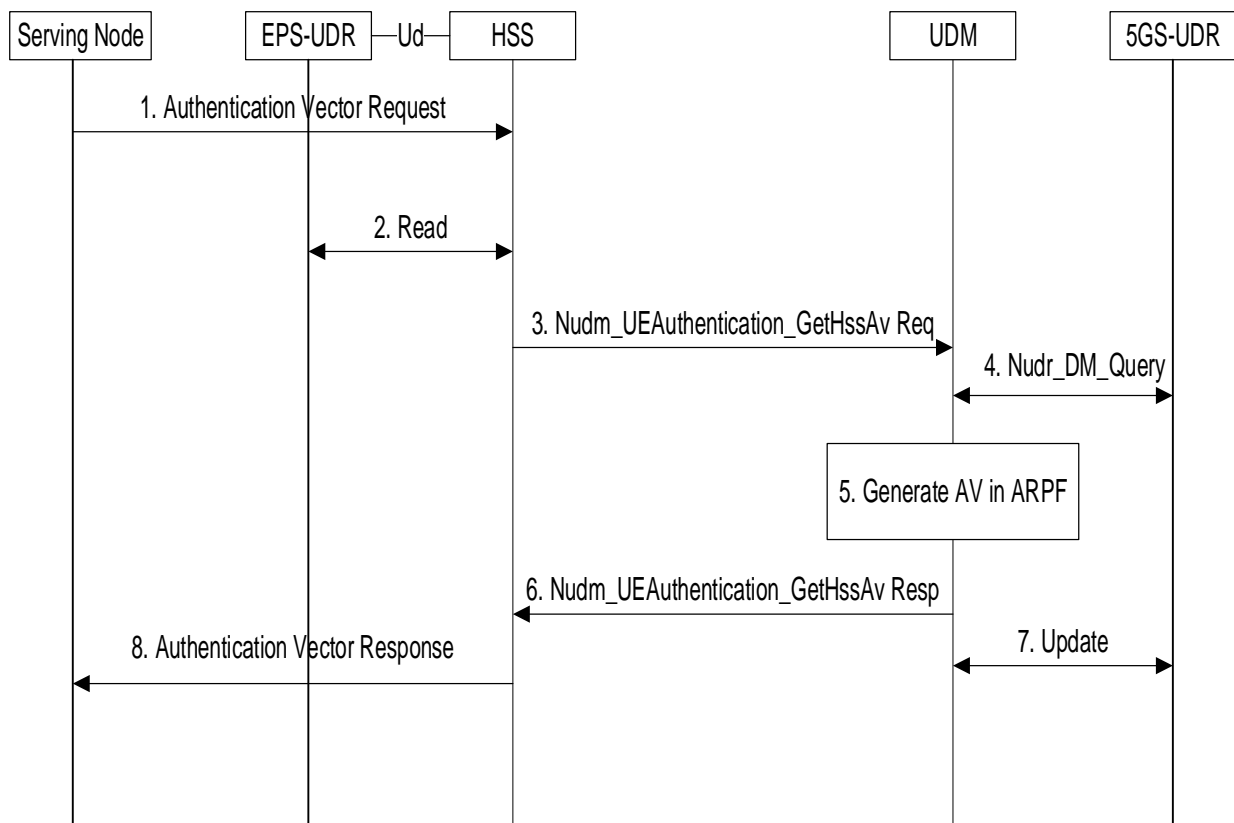 Serving Node
EPS-UDR
Ud
HSS
UDM
5GS-UDR
1. Authentication Vector Request
2. Read
3. Nudm_UEAuthentication_GetHssAv Req
4. Nudr_DM_Query
5. Generate AV in ARPF
6. Nudm_UEAuthentication_GetHssAv Resp
7. Update
8. Authentication Vector Response